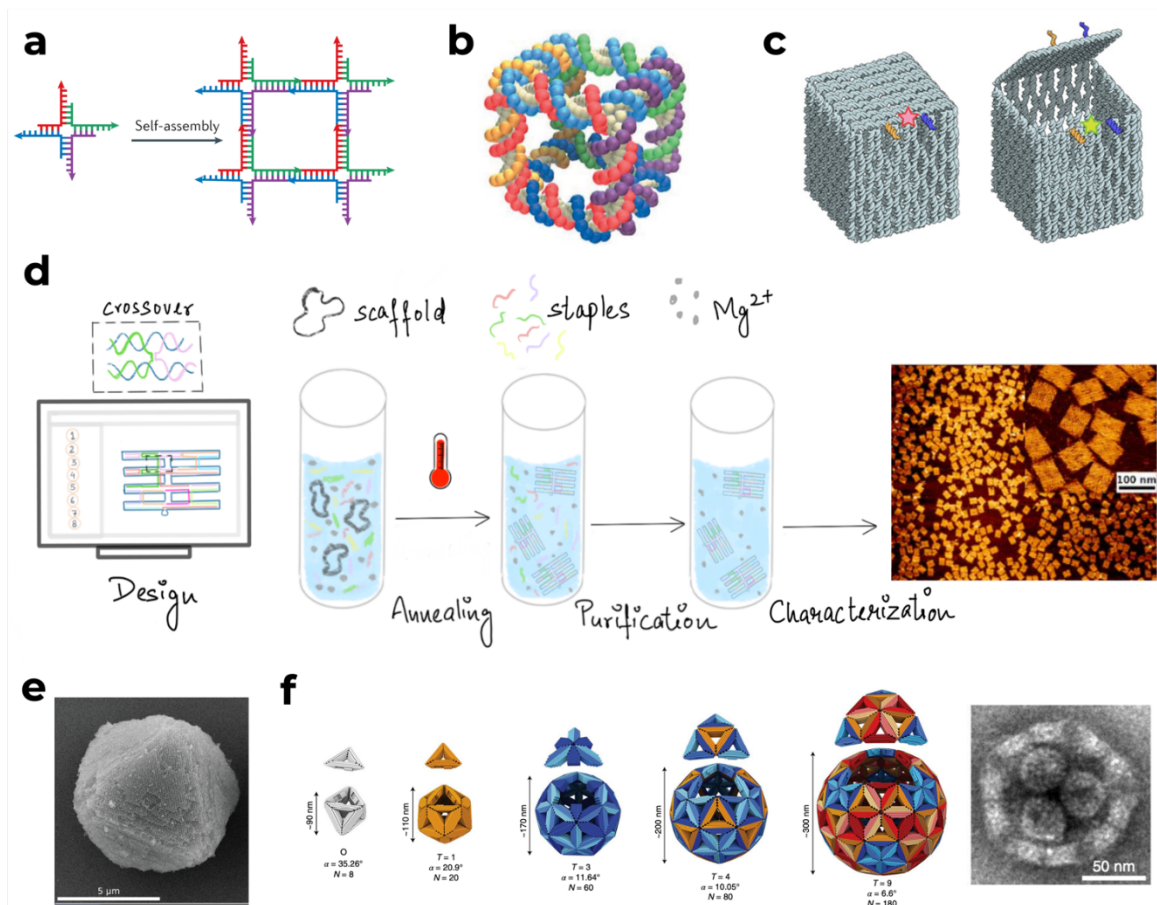 a
Self-assembly
b
c
d
crossover
1
2
3
4
5
6
7
8
Design
scaffold
staples
Mg2+
Annealing
Purification
Characterization
100 nm
e
5 μm
f
~90 nm
O
α = 35.26°
N = 8
~110 nm
T = 1
α = 20.9°
N = 20
~170 nm
T = 3
α = 11.64°
N = 60
~200 nm
T = 4
α = 10.05°
N = 80
~300 nm
T = 9
α = 6.6°
N = 180
50 nm